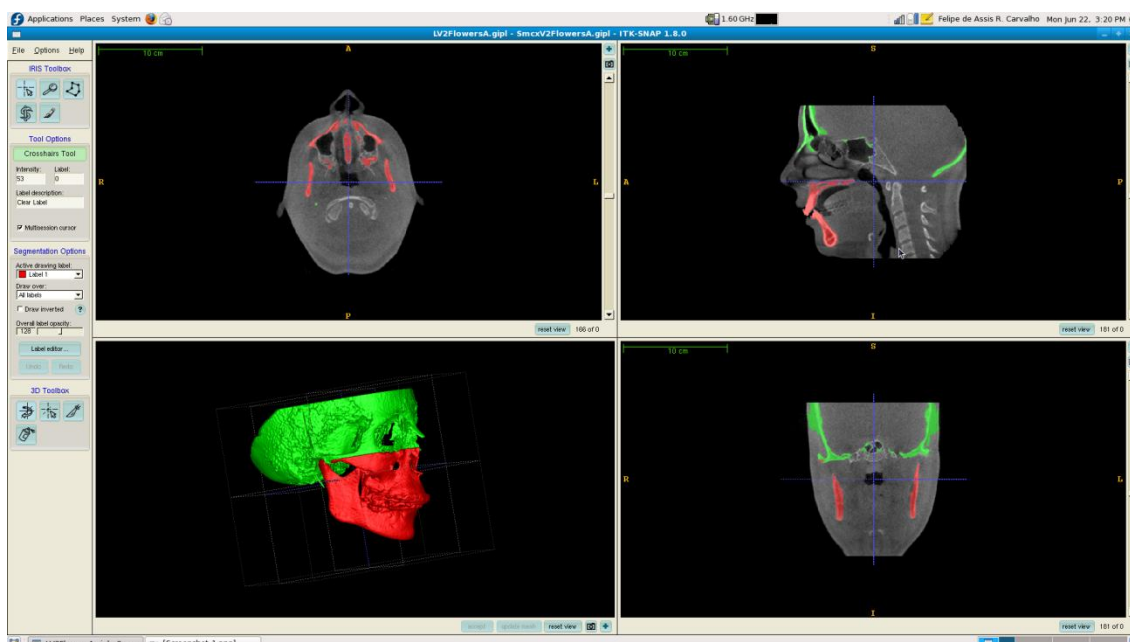 Applications Places System
1.60 GHz
Felipe de Assis R. Carvalho Mon Jun 22, 3:20 PM
LV2FlowersA.gipl - SmcxV2FlowersA.gipl - ITK-SNAP 1.8.0
File Options Help
IRIS Toolbox
Tool Options
Crosshairs Tool
Intensity: Label:
53 0
Label description:
Clear Label
Multisession cursor
Segmentation Options
Active drawing label:
Label 1
Draw over:
All labels
Draw inverted ?
Overall label opacity:
128
Label editor ...
Undo Redo
3D Toolbox
10 cm
A
R
L
P
reset view 166 of 0
10 cm
S
A
P
I
reset view 181 of 0
accept update mesh reset view
10 cm
S
R
L
I
reset view 181 of 0